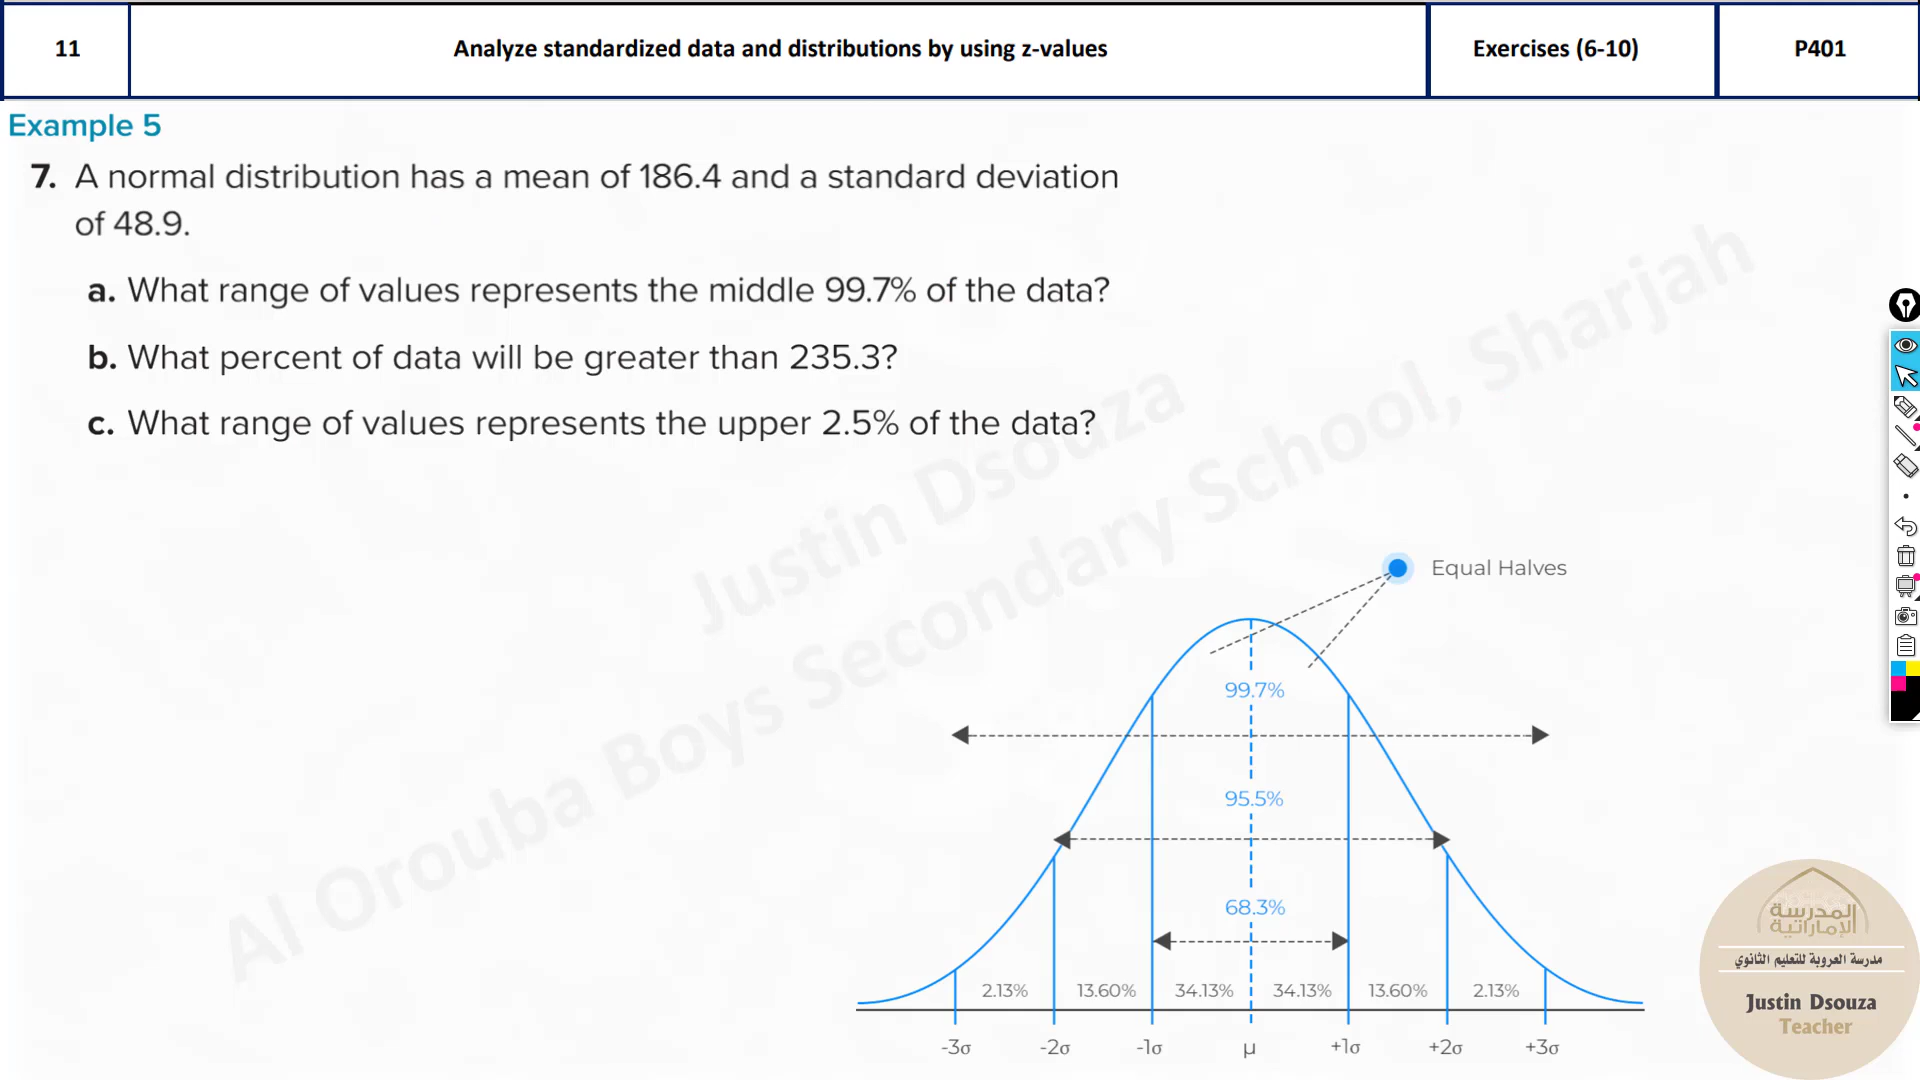 11
Analyze standardized data and distributions by using z-values
Exercises (6-10)
P401
Example 5
7. A normal distribution has a mean of 186.4 and a standard deviation
of 48.9.
a. What range of values represents the middle 99.7% of the data?
b. What percent of data will be greater than 235.3?
c. What range of values represents the upper 2.5% of the data?
Justin Dsouza
Al Orouba Boys Secondary School, Sharjah
Equal Halves
99.7%
95.5%
68.3%
2.13% 13.60% 34.13% 34.13% 13.60% 2.13%
-3σ -2σ -1σ μ +1σ +2σ +3σ
المدرسة
الإماراتية
مدرسة العروبة للتعليم الثانوي
Justin Dsouza
Teacher